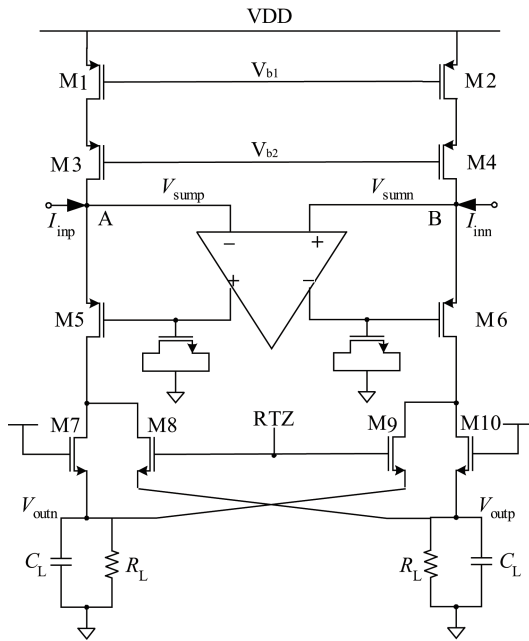 VDD
M1 Vb1 M2
M3 Vb2 M4
Vsump Vsumn
Iinp A B Iinn
− +
+ −
M5 M6
M7 M8 RTZ M9 M10
Voutn Voutp
CL RL RL CL